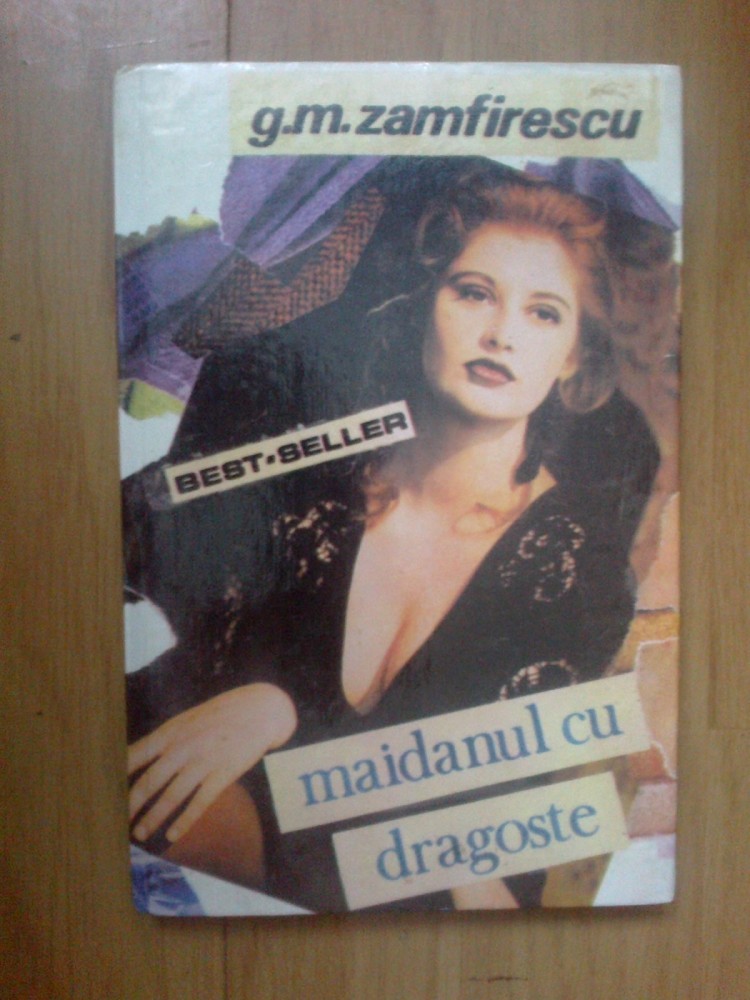 g.m.zamfirescu
BEST-SELLER
maidanul cu
dragoste